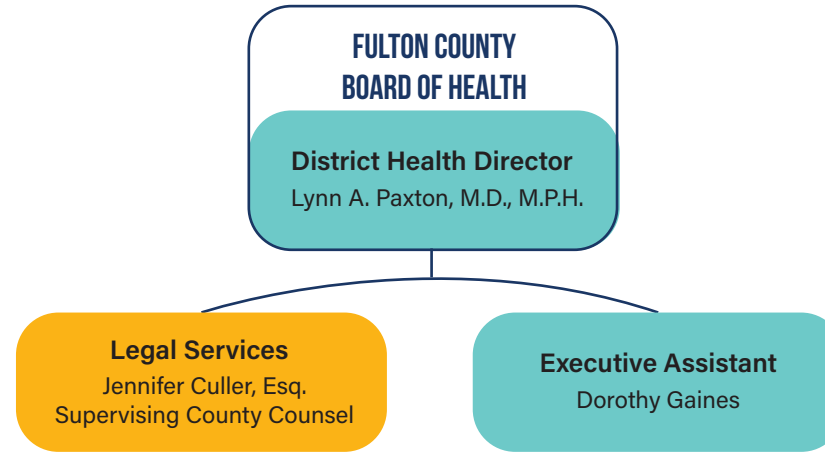 FULTON COUNTY
BOARD OF HEALTH
District Health Director
Lynn A. Paxton, M.D., M.P.H.
Legal Services
Jennifer Culler, Esq.
Supervising County Counsel
Executive Assistant
Dorothy Gaines